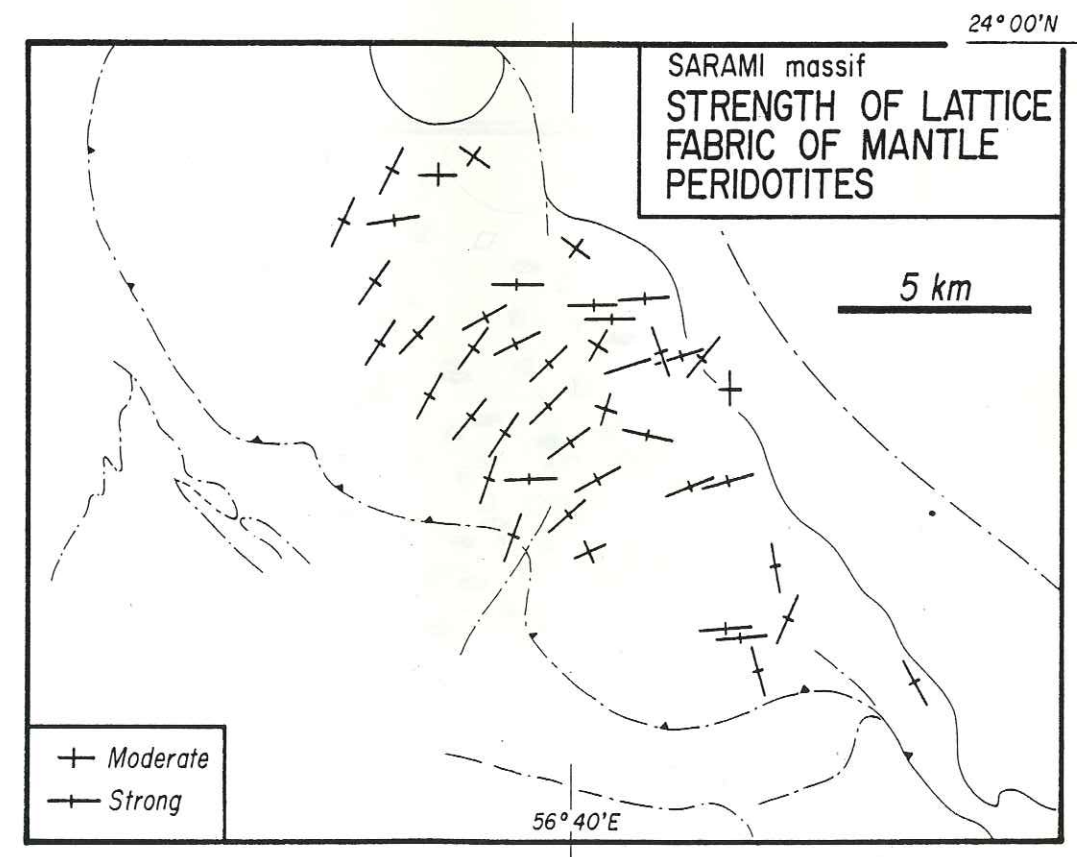 24°00'N
SARAMI massif
STRENGTH OF LATTICE
FABRIC OF MANTLE
PERIDOTITES
5 km
Moderate
Strong
56°40'E